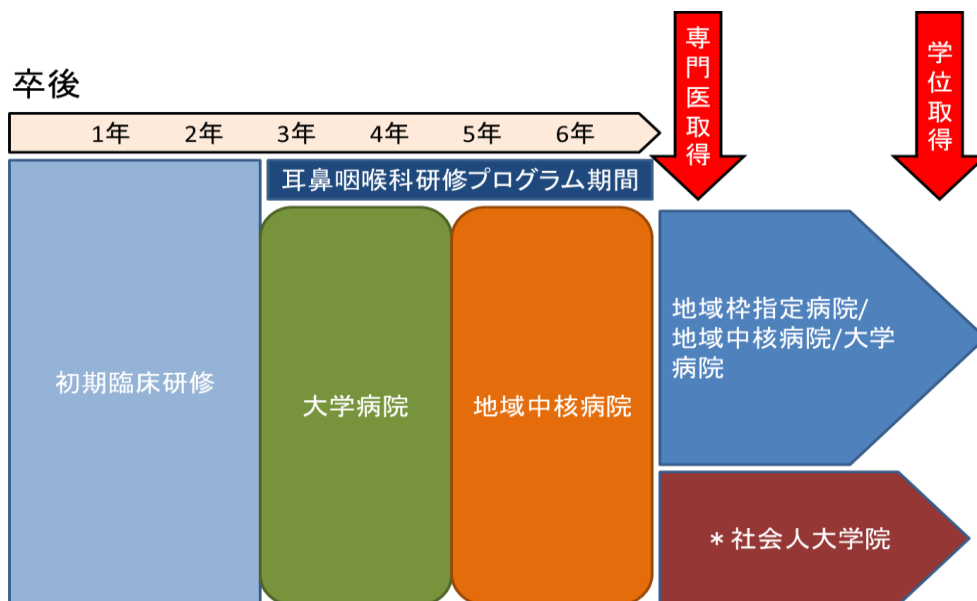 卒後
1年 2年 3年 4年 5年 6年
専門医取得
学位取得
耳鼻咽喉科研修プログラム期間
初期臨床研修
大学病院
地域中核病院
地域枠指定病院/
地域中核病院/大学
病院
*社会人大学院